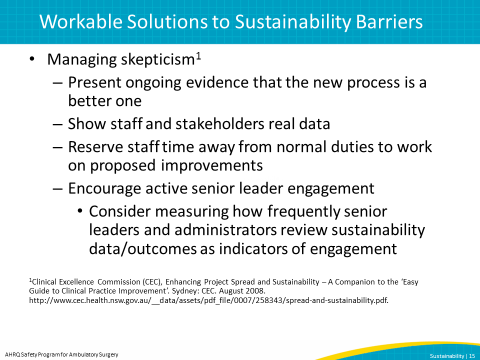 Workable Solutions to Sustainability Barriers
• Managing skepticism1
– Present ongoing evidence that the new process is a
better one
– Show staff and stakeholders real data
– Reserve staff time away from normal duties to work
on proposed improvements
– Encourage active senior leader engagement
• Consider measuring how frequently senior
leaders and administrators review sustainability
data/outcomes as indicators of engagement
1Clinical Excellence Commission (CEC), Enhancing Project Spread and Sustainability – A Companion to the ‘Easy
Guide to Clinical Practice Improvement’. Sydney: CEC. August 2008.
http://www.cec.health.nsw.gov.au/__data/assets/pdf_file/0007/258343/spread-and-sustainability.pdf.
AHRQ Safety Program for Ambulatory Surgery
Sustainability | 15